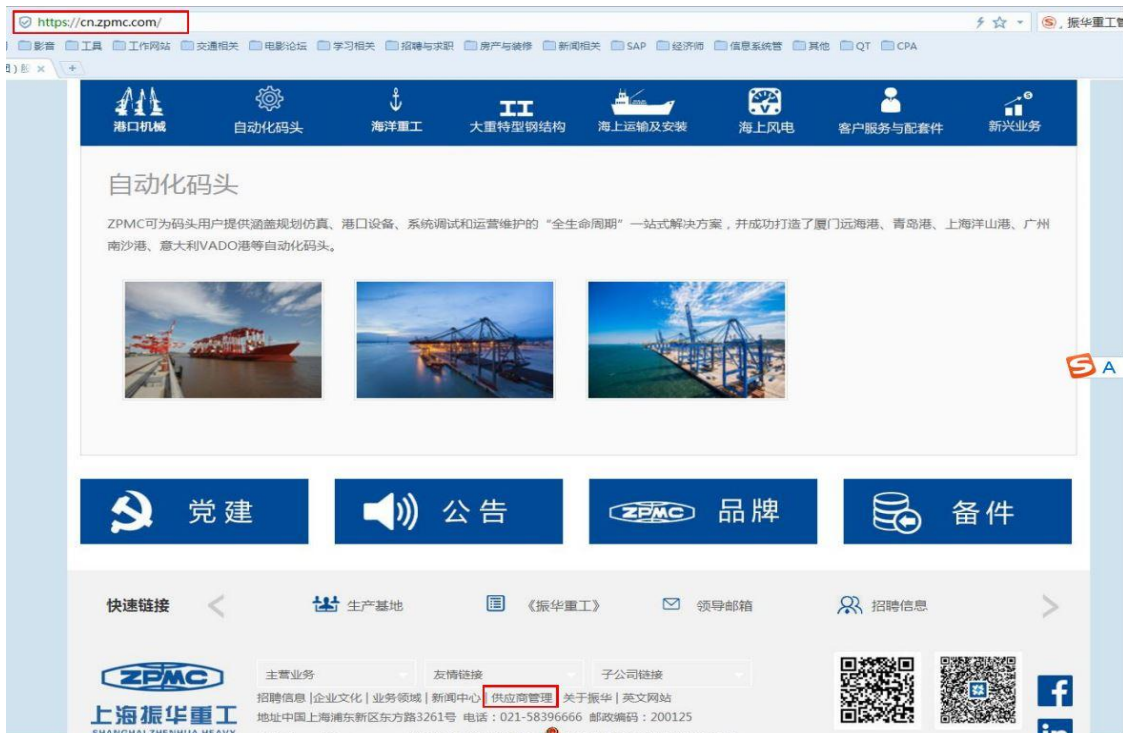 https://cn.zpmc.com/
振华重工
影音 工具 工作网站 交通相关 电影论坛 学习相关 招聘与求职 房产与装修 新闻相关 SAP 经济师 信息系统管 其他 QT CPA
港口机械 自动化码头 海洋重工 大重特型钢结构 海上运输及安装 海上风电 客户服务与配套件 新兴业务
自动化码头
ZPMC可为码头用户提供涵盖规划仿真、港口设备、系统调试和运营维护的“全生命周期”一站式解决方案，并成功打造了厦门远海港、青岛港、上海洋山港、广州
南沙港、意大利VADO港等自动化码头。
S A
党建 公告 ZPMC 品牌 备件
快速链接 生产基地 《振华重工》 领导邮箱 招聘信息
ZPMC 主营业务 友情链接 子公司链接
招聘信息 |企业文化 | 业务领域 | 新闻中心 | 供应商管理 | 关于振华 | 英文网站
上海振华重工 地址中国上海浦东新区东方路3261号 电话：021-58396666 邮政编码：200125
SHANGHAI ZHENHUA HEAVY
f
in